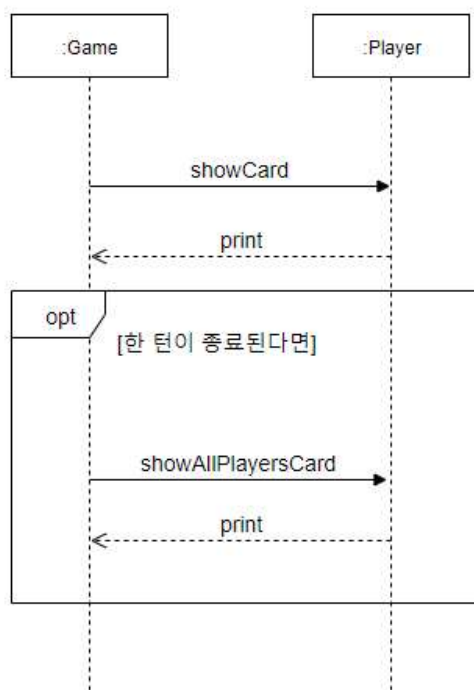 :Game
:Player
showCard
print
opt
[한 턴이 종료된다면]
showAllPlayersCard
print